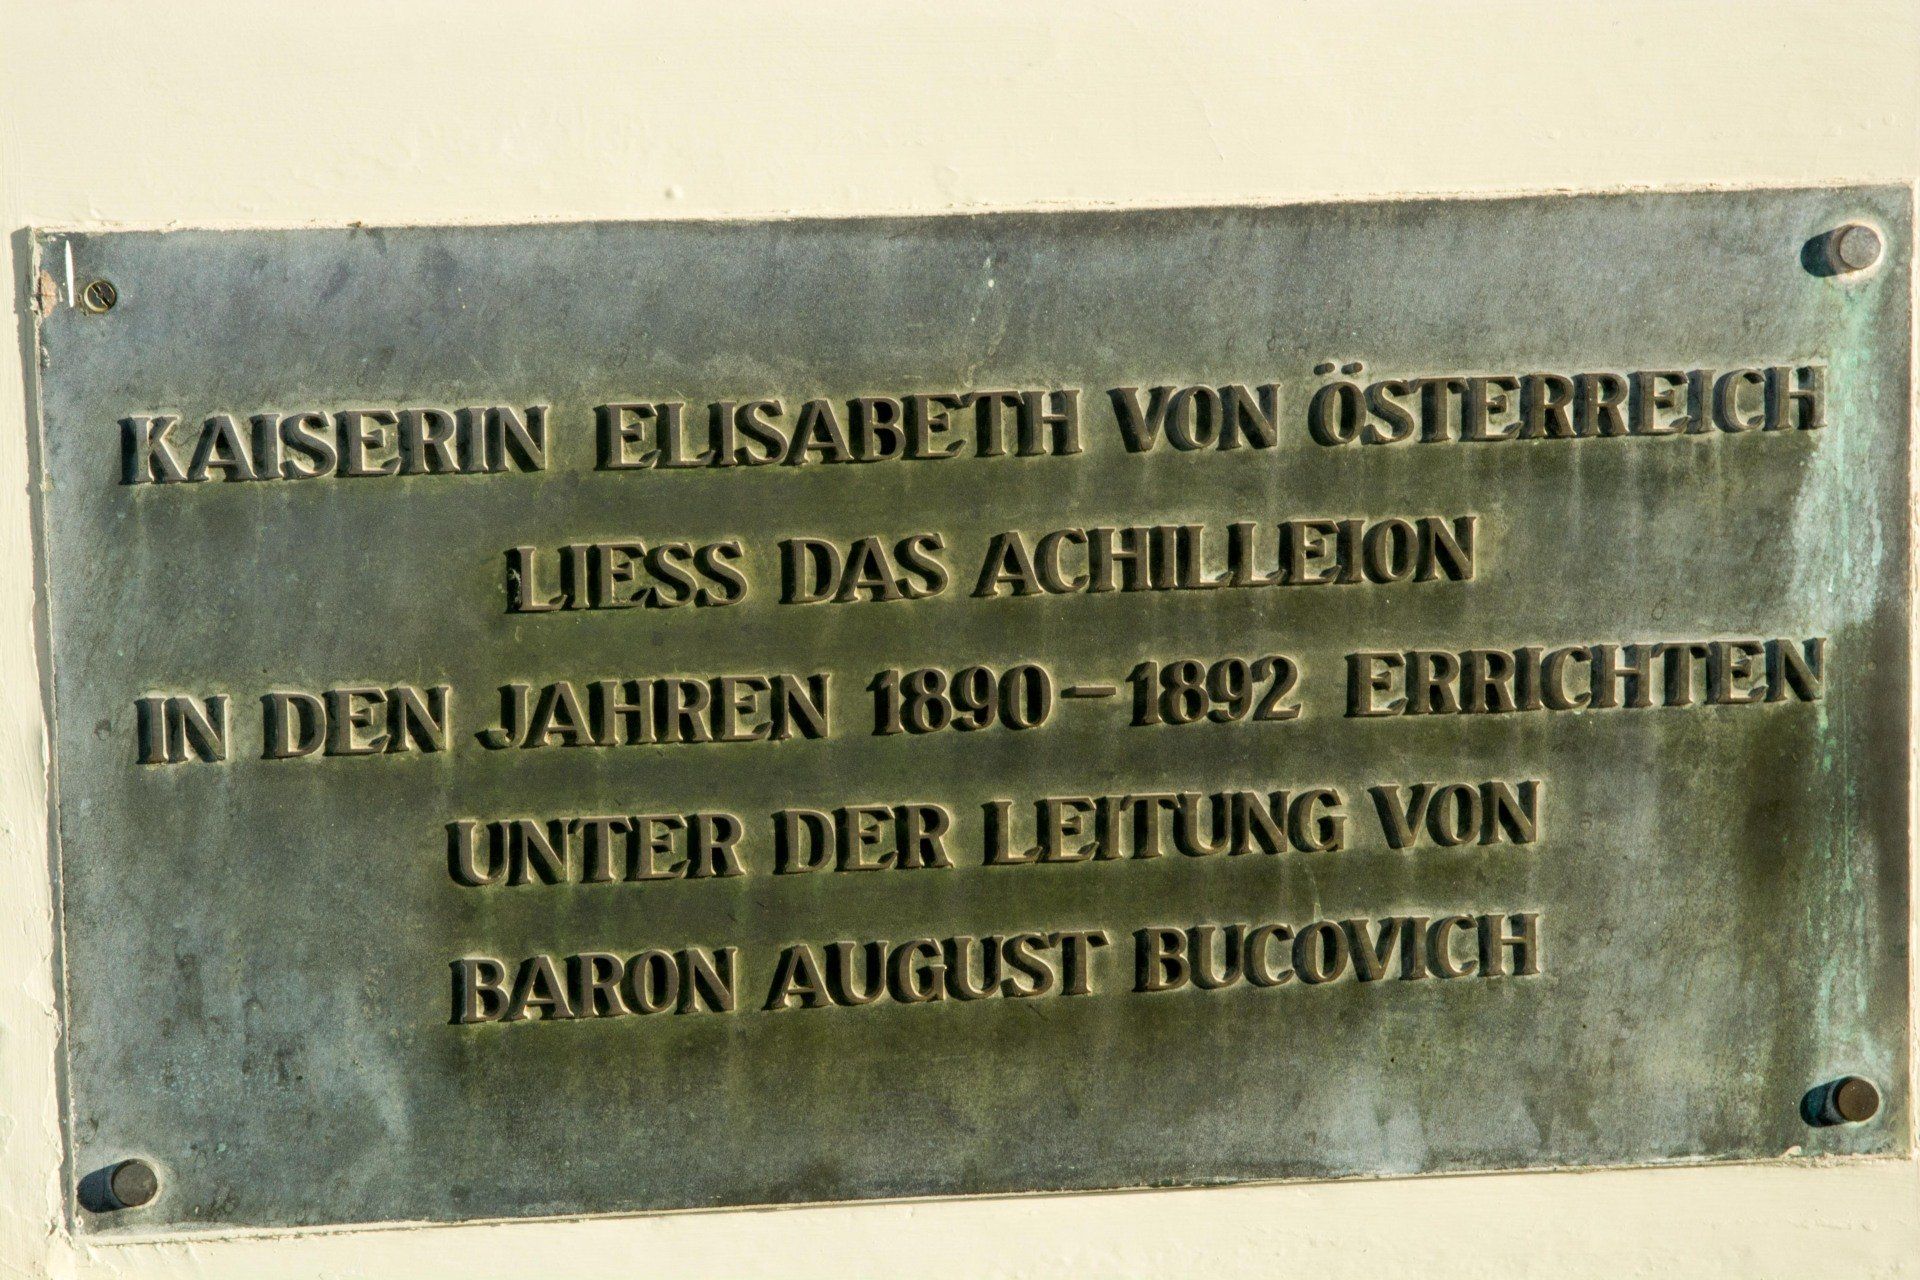 KAISERIN ELISABETH VON ÖSTERREICH
LIESS DAS ACHILLEION
IN DEN JAHREN 1890-1892 ERRICHTEN
UNTER DER LEITUNG VON
BARON AUGUST BUCOVICH